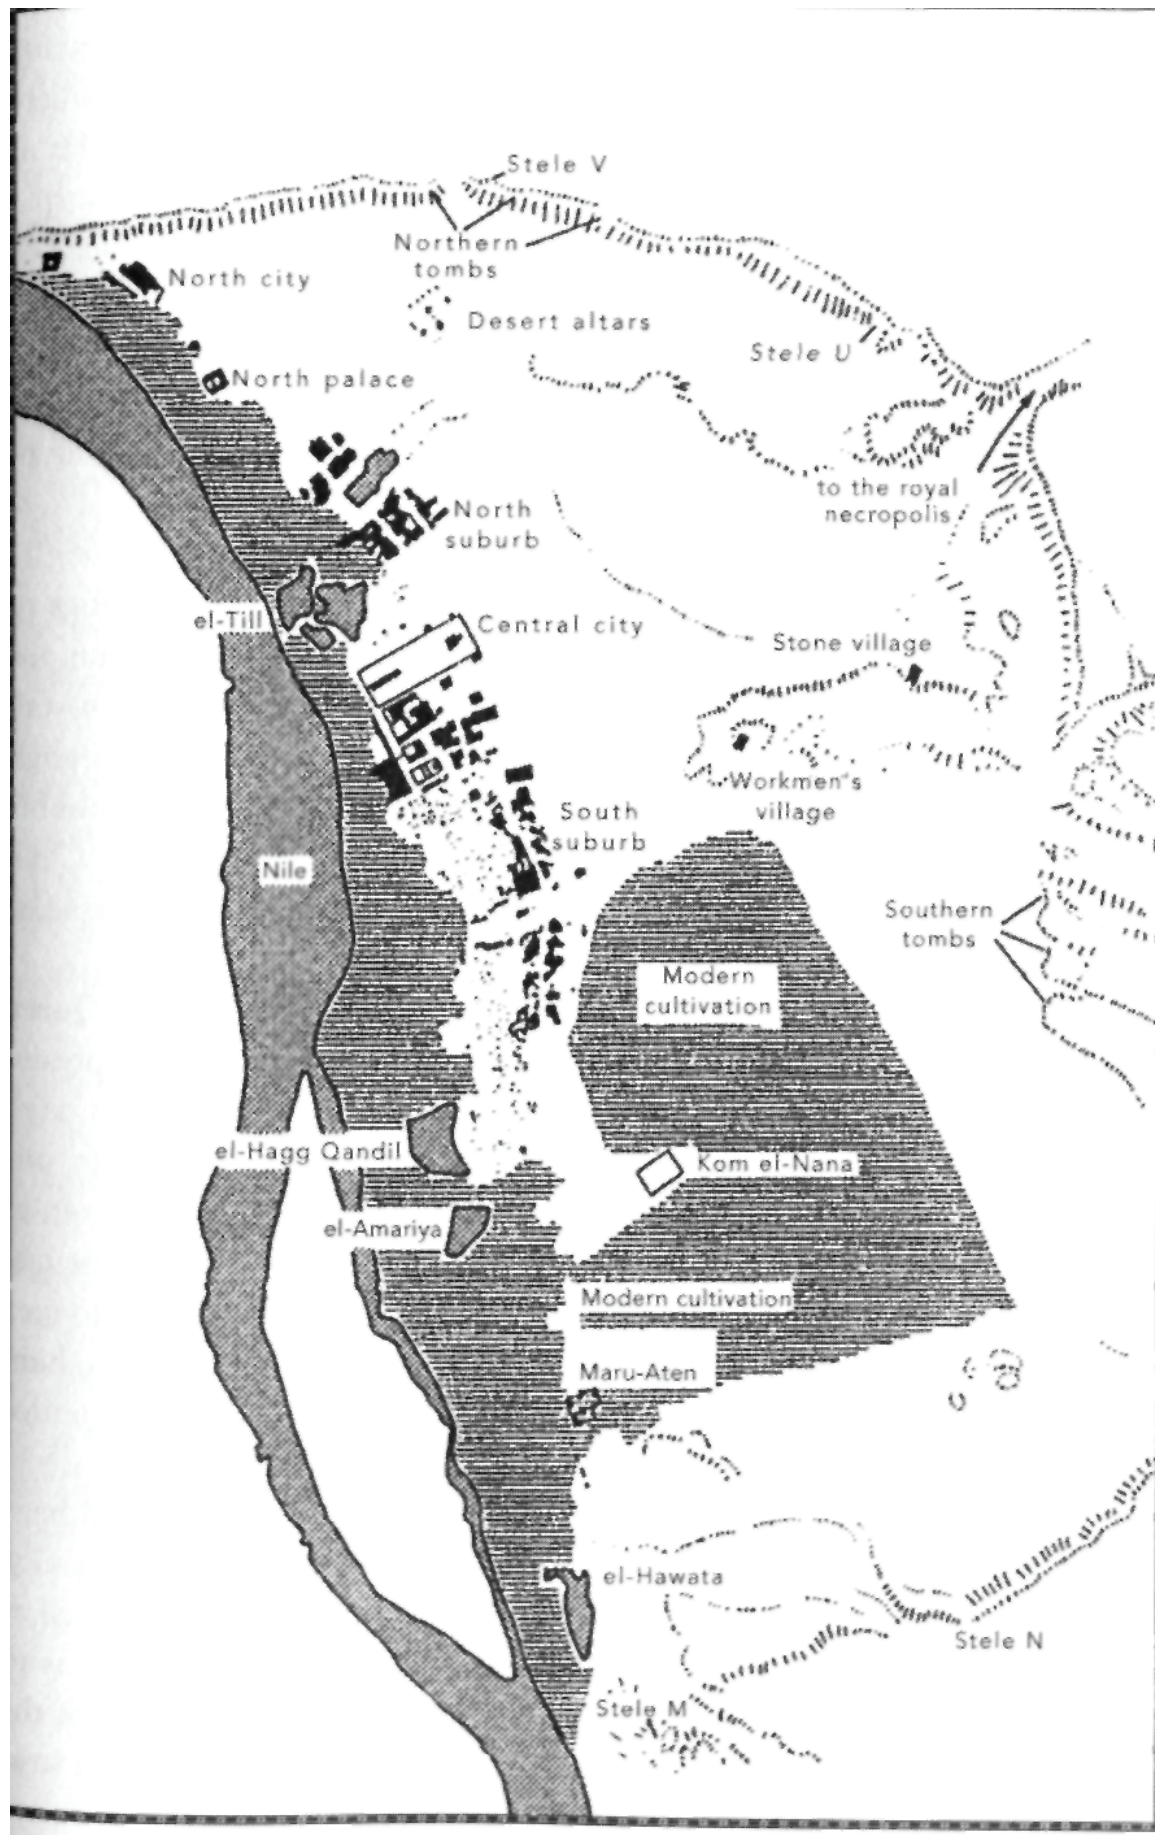 Stele V
Northern
tombs
North city
Desert altars
Stele U
North palace
to the royal
necropolis
North
suburb
el-Till
Central city
Stone village
Workmen's
village
South
suburb
Nile
Southern
tombs
Modern
cultivation
el-Hagg Qandil
Kom el-Nana
el-Amariya
Modern cultivation
Maru-Aten
el-Hawata
Stele N
Stele M